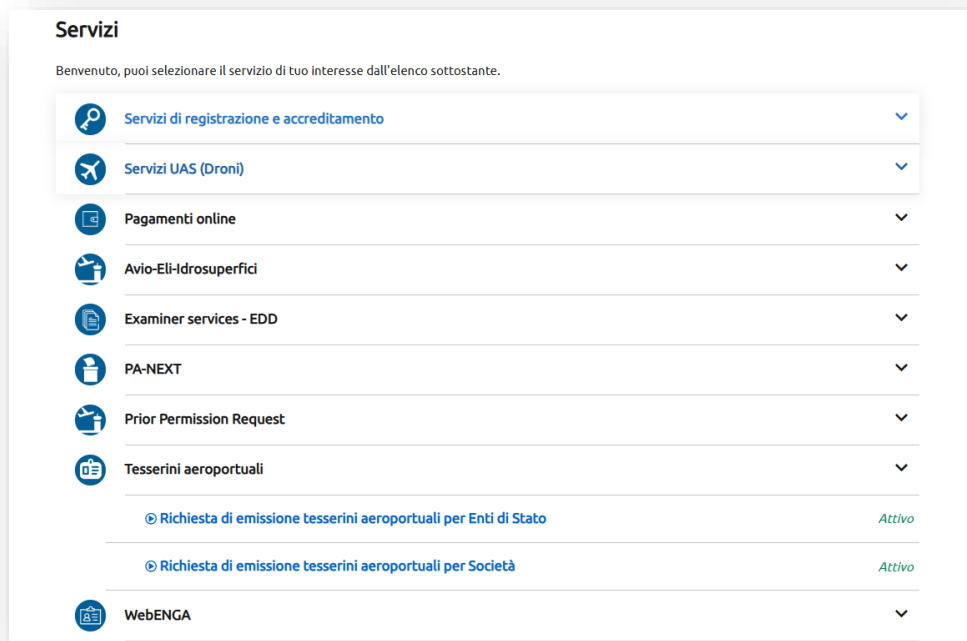 Servizi
Benvenuto, puoi selezionare il servizio di tuo interesse dall'elenco sottostante.
Servizi di registrazione e accreditamento
Servizi UAS (Droni)
Pagamenti online
Avio-Eli-Idrosuperfici
Examiner services - EDD
PA-NEXT
Prior Permission Request
Tesserini aeroportuali
Richiesta di emissione tesserini aeroportuali per Enti di Stato Attivo
Richiesta di emissione tesserini aeroportuali per Società Attivo
WebENGA